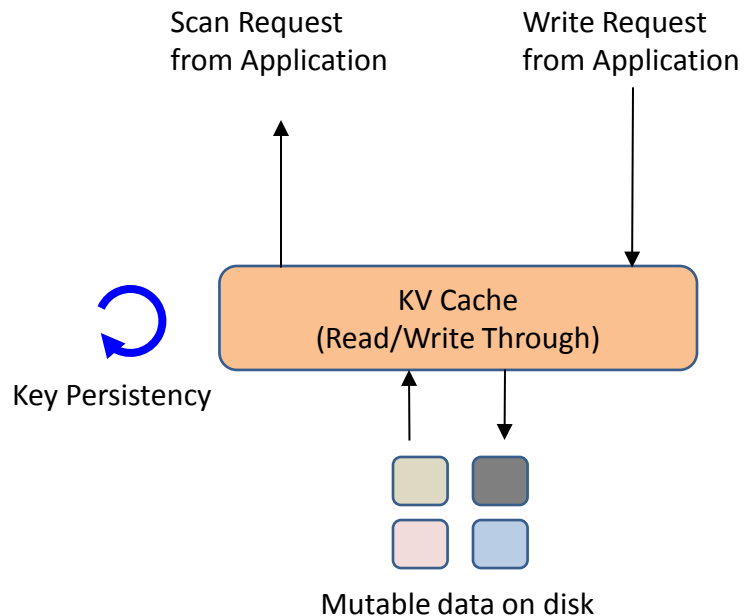 Scan Request
from Application
Write Request
from Application
KV Cache
(Read/Write Through)
Key Persistency
Mutable data on disk